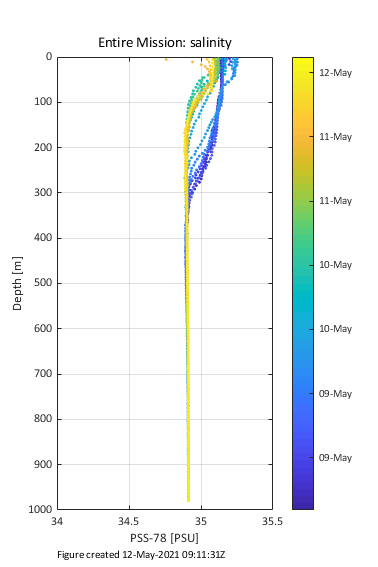 Entire Mission: salinity
0
100
200
300
400
500
600
700
800
900
1000
Depth [m]
34
34.5
35
35.5
PSS-78 [PSU]
Figure created 12-May-2021 09:11:31Z
12-May
11-May
11-May
10-May
10-May
09-May
09-May